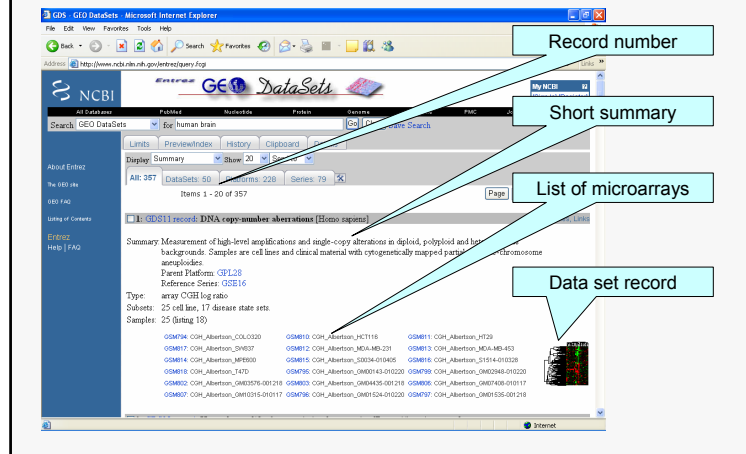 GDS - GEO DataSets - Microsoft Internet Explorer
File Edit View Favorites Tools Help
Back Search Favorites
Address http://www.ncbi.nlm.nih.gov/entrez/query.fcgi Links
Record number
NCBI
Entrez GEO DataSets
My NCBI
All Databases PubMed Nucleotide Protein Genome PMC
Search GEO DataSets for human brain Go Save Search
Short summary
Limits Preview/Index History Clipboard
Display Summary Show 20
All: 357 DataSets: 50 Platforms: 228 Series: 79
Items 1 - 20 of 357 Page
List of microarrays
About Entrez
The GEO site
GEO FAQ
Listing of Contents
Entrez
Help | FAQ
1: GDS11 record: DNA copy-number aberrations [Homo sapiens] Links
Summary Measurement of high-level amplifications and single-copy alterations in diploid, polyploid and
backgrounds. Samples are cell lines and clinical material with cytogenetically mapped partial chromosome
aneuploidies.
Parent Platform: GPL28
Reference Series: GSE16
Type: array CGH log ratio
Subsets: 25 cell line, 17 disease state sets.
Samples: 25 (listing 18)
Data set record
GSM794: CGH_Albertson_COLO320 GSM810: CGH_Albertson_HCT116 GSM811: CGH_Albertson_HT29
GSM817: CGH_Albertson_SW837 GSM812: CGH_Albertson_MDA-MB-231 GSM813: CGH_Albertson_MDA-MB-453
GSM814: CGH_Albertson_MPE600 GSM815: CGH_Albertson_S0034-010405 GSM816: CGH_Albertson_S1514-010328
GSM818: CGH_Albertson_T47D GSM795: CGH_Albertson_GM00143-010220 GSM799: CGH_Albertson_GM02948-010220
GSM802: CGH_Albertson_GM03576-001218 GSM803: CGH_Albertson_GM04435-001218 GSM806: CGH_Albertson_GM07408-010117
GSM807: CGH_Albertson_GM10315-010117 GSM796: CGH_Albertson_GM01524-010220 GSM797: CGH_Albertson_GM01535-001218
Internet